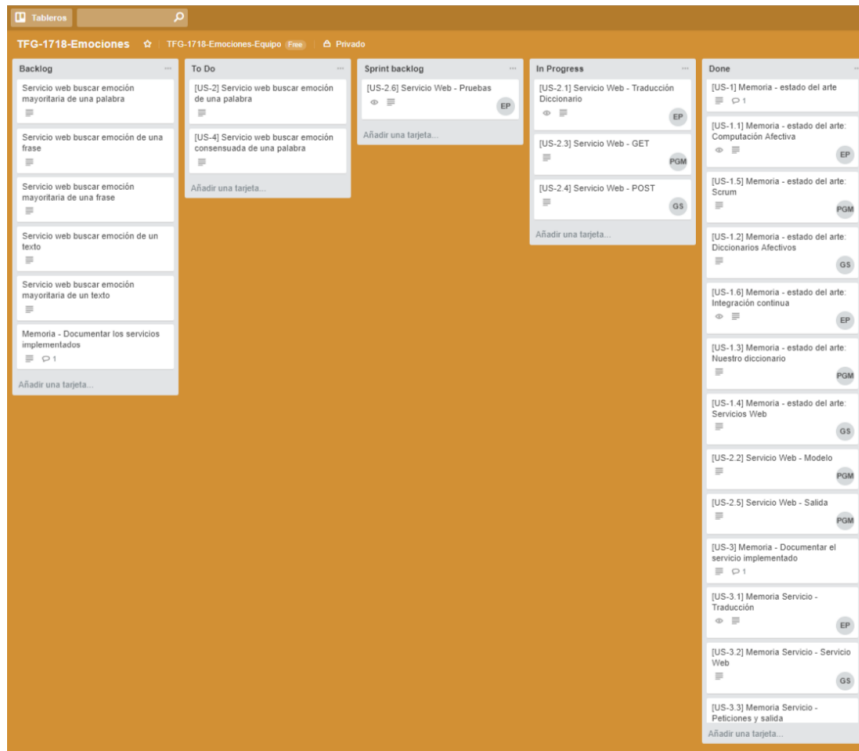 Tableros
TFG-1718-Emociones
TFG-1718-Emociones-Equipo Free
Privado
Backlog
Servicio web buscar emoción
mayoritaria de una palabra
Servicio web buscar emoción de una
frase
Servicio web buscar emoción
mayoritaria de una frase
Servicio web buscar emoción de un
texto
Servicio web buscar emoción
mayoritaria de un texto
Memoria - Documentar los servicios
implementados
1
Añadir una tarjeta...
To Do
[US-2] Servicio web buscar emoción
de una palabra
[US-4] Servicio web buscar emoción
consensuada de una palabra
Añadir una tarjeta...
Sprint backlog
[US-2.6] Servicio Web - Pruebas
EP
Añadir una tarjeta...
In Progress
[US-2.1] Servicio Web - Traducción
Diccionario
EP
[US-2.3] Servicio Web - GET
PGM
[US-2.4] Servicio Web - POST
GS
Añadir una tarjeta...
Done
[US-1] Memoria - estado del arte
1
[US-1.1] Memoria - estado del arte:
Computación Afectiva
EP
[US-1.5] Memoria - estado del arte:
Scrum
PGM
[US-1.2] Memoria - estado del arte:
Diccionarios Afectivos
GS
[US-1.6] Memoria - estado del arte:
Integración continua
EP
[US-1.3] Memoria - estado del arte:
Nuestro diccionario
PGM
[US-1.4] Memoria - estado del arte:
Servicios Web
GS
[US-2.2] Servicio Web - Modelo
PGM
[US-2.5] Servicio Web - Salida
PGM
[US-3] Memoria - Documentar el
servicio implementado
1
[US-3.1] Memoria Servicio -
Traducción
EP
[US-3.2] Memoria Servicio - Servicio
Web
GS
[US-3.3] Memoria Servicio -
Peticiones y salida
Añadir una tarjeta...